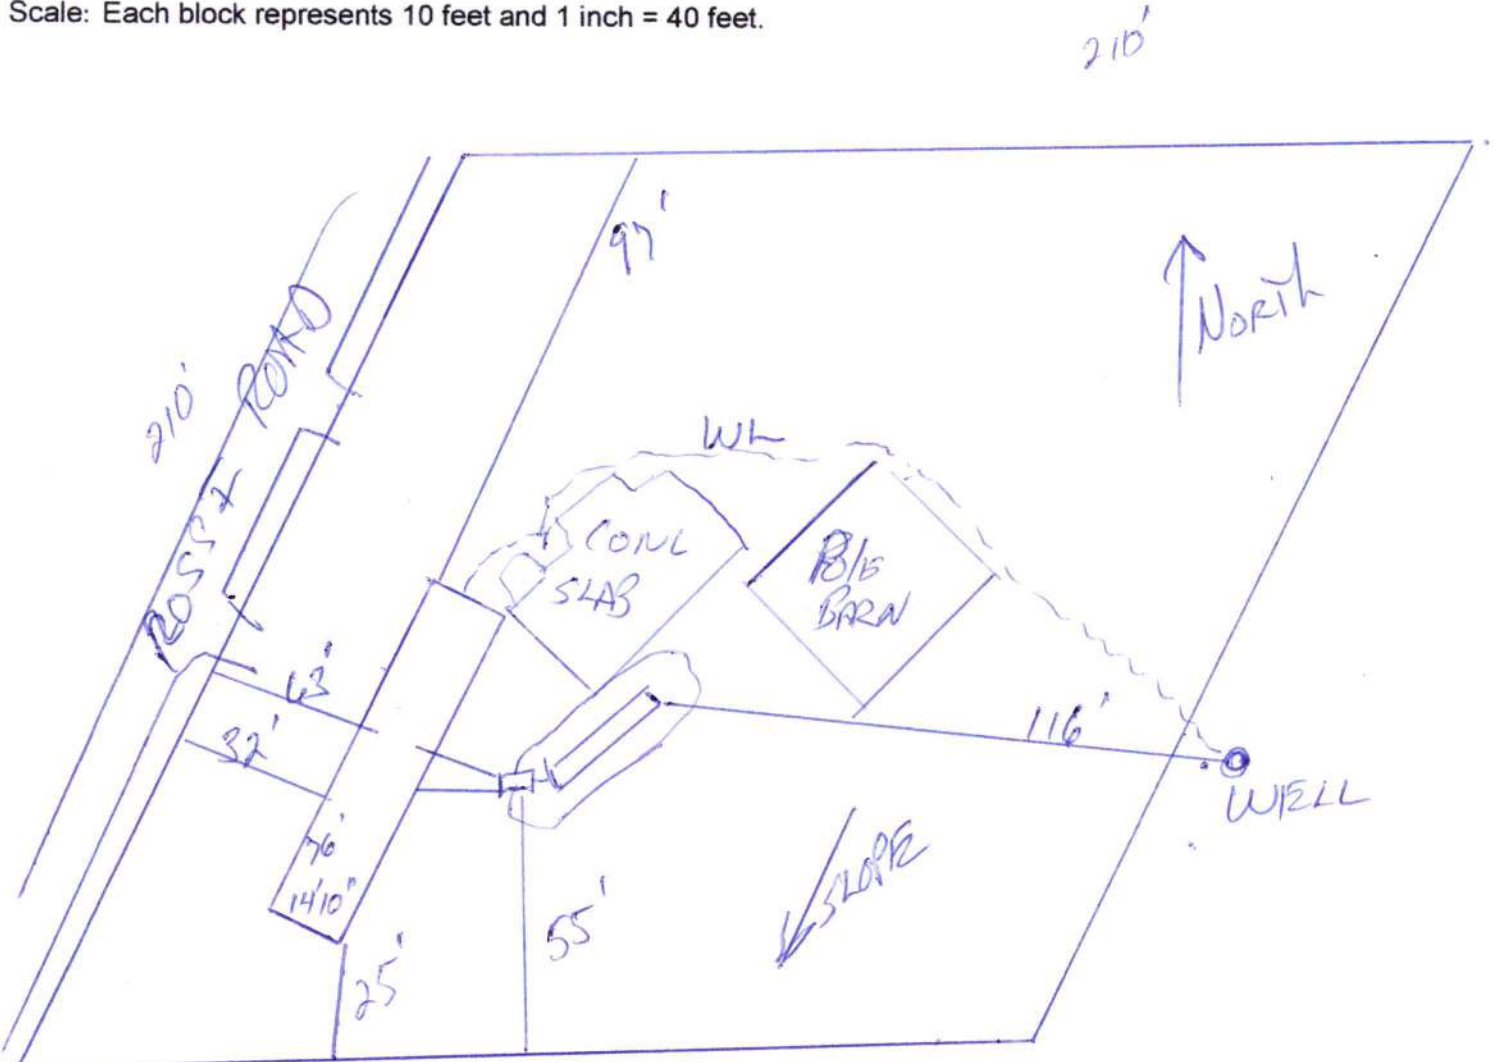 Scale: Each block represents 10 feet and 1 inch = 40 feet.
210'
97'
NORTH
210'
ROAD
WL
CONC
SLAB
POLE
BARN
63'
32'
116'
WELL
76'
14'10"
55'
25'
SLOPE